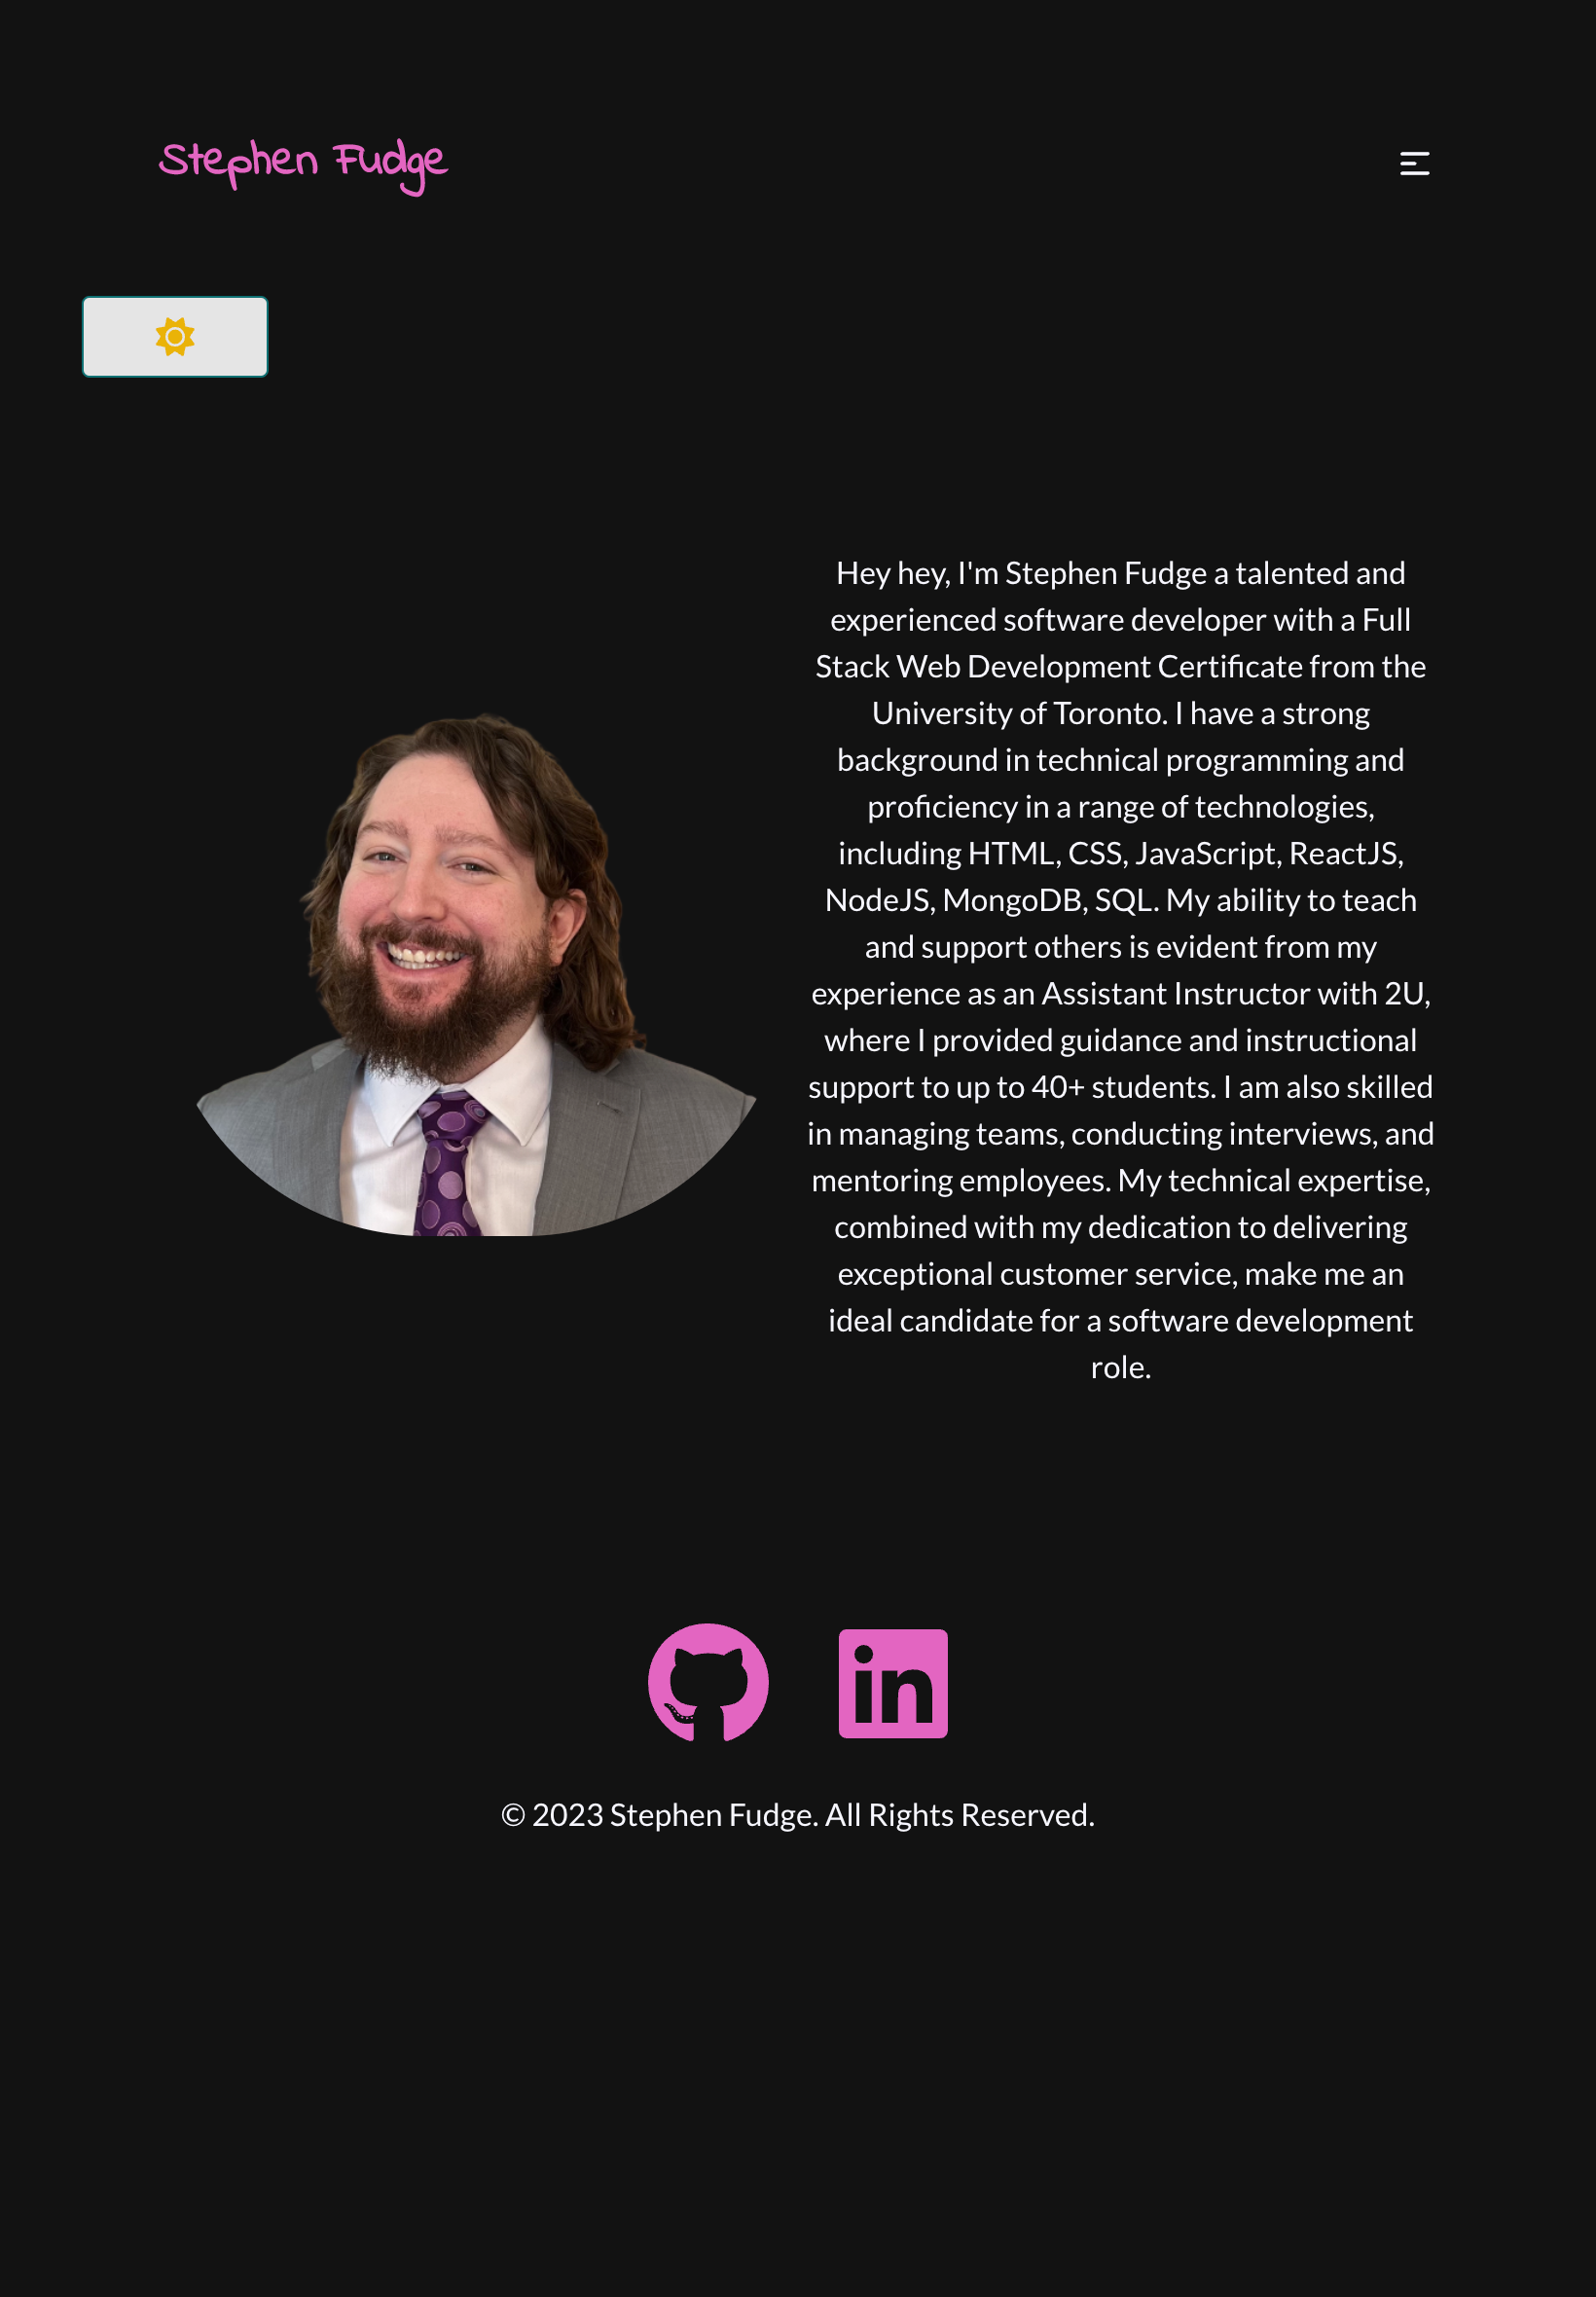 Stephen Fudge
Hey hey, I'm Stephen Fudge a talented and
experienced software developer with a Full
Stack Web Development Certificate from the
University of Toronto. I have a strong
background in technical programming and
proficiency in a range of technologies,
including HTML, CSS, JavaScript, ReactJS,
NodeJS, MongoDB, SQL. My ability to teach
and support others is evident from my
experience as an Assistant Instructor with 2U,
where I provided guidance and instructional
support to up to 40+ students. I am also skilled
in managing teams, conducting interviews, and
mentoring employees. My technical expertise,
combined with my dedication to delivering
exceptional customer service, make me an
ideal candidate for a software development
role.
in
© 2023 Stephen Fudge. All Rights Reserved.